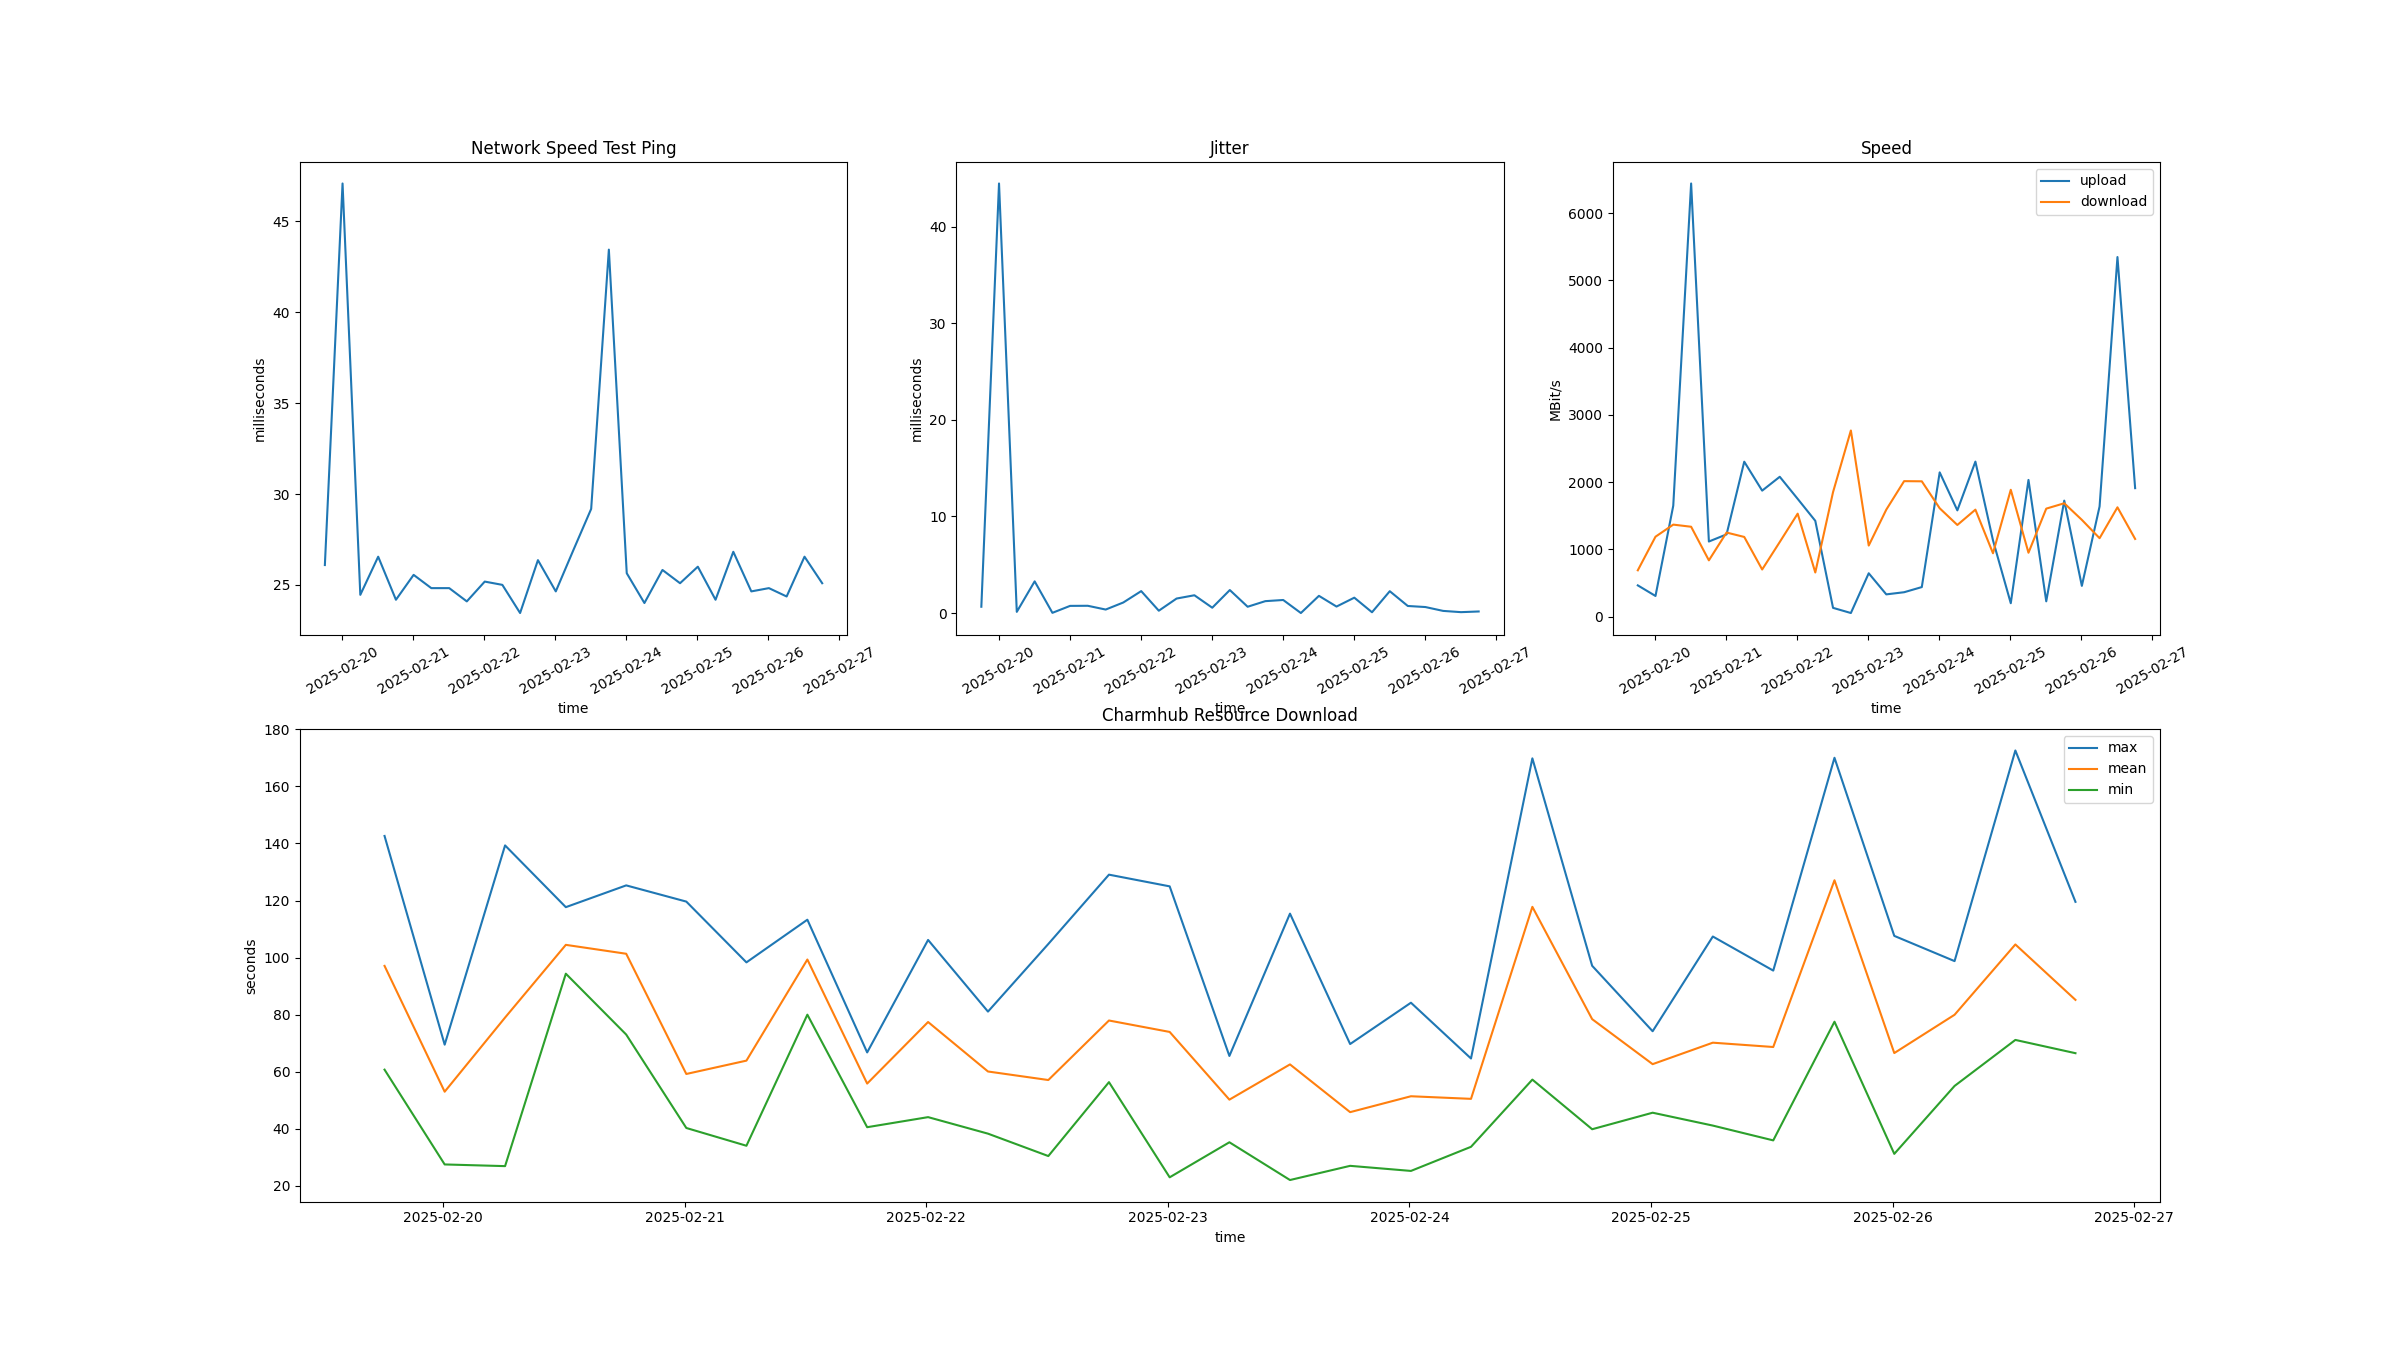 Network Speed Test Ping
milliseconds
45
40
35
30
25
2025-02-20 2025-02-21 2025-02-22 2025-02-23 2025-02-24 2025-02-25 2025-02-26 2025-02-27
time
Jitter
milliseconds
40
30
20
10
0
2025-02-20 2025-02-21 2025-02-22 2025-02-23 2025-02-24 2025-02-25 2025-02-26 2025-02-27
time
Speed
upload
download
MBit/s
6000
5000
4000
3000
2000
1000
0
2025-02-20 2025-02-21 2025-02-22 2025-02-23 2025-02-24 2025-02-25 2025-02-26 2025-02-27
time
Charmhub Resource Download
max
mean
min
seconds
180
160
140
120
100
80
60
40
20
2025-02-20 2025-02-21 2025-02-22 2025-02-23 2025-02-24 2025-02-25 2025-02-26 2025-02-27
time